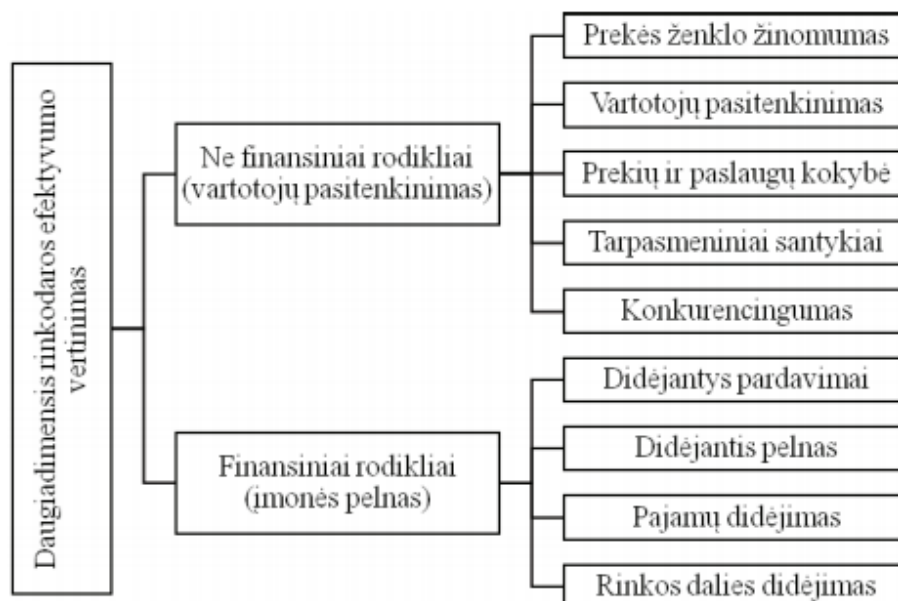 Daugiadimensis rinkodaros efektyvumo
vertinimas
Ne finansiniai rodikliai
(vartotojų pasitenkinimas)
Prekės ženklo žinomumas
Vartotojų pasitenkinimas
Prekių ir paslaugų kokybė
Tarpasmeniniai santykiai
Konkurencingumas
Finansiniai rodikliai
(įmonės pelnas)
Didėjantys pardavimai
Didėjantis pelnas
Pajamų didėjimas
Rinkos dalies didėjimas